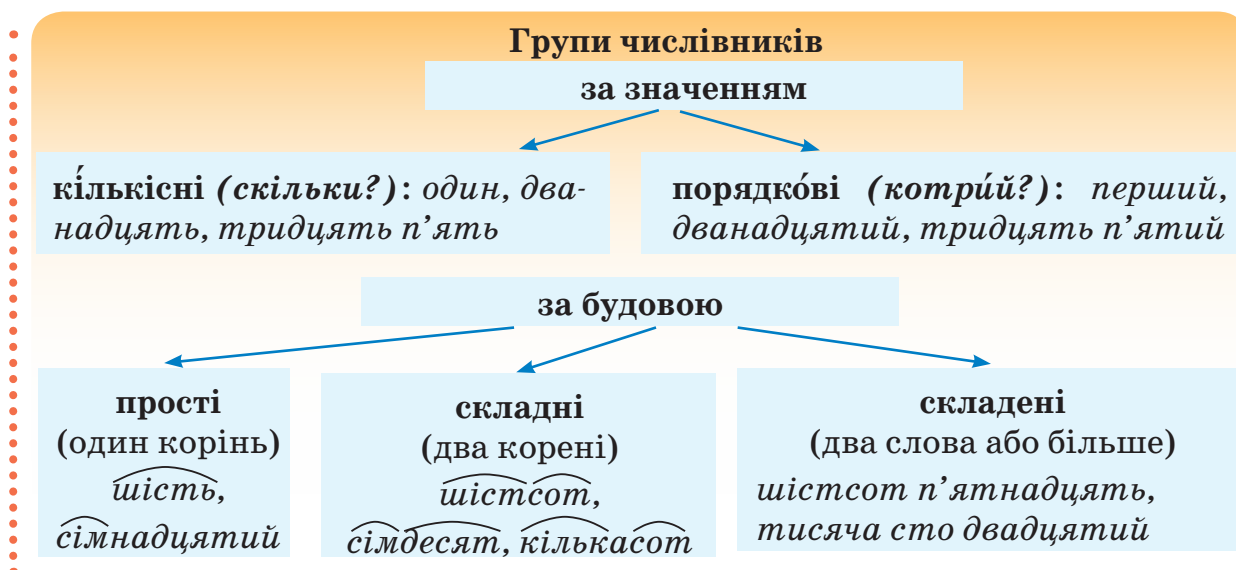 Групи числівників
за значенням
кі́лькісні (скільки?): один, два-
надцять, тридцять п’ять
порядко́ві (котри́й?): перший,
дванадцятий, тридцять п’ятий
за будовою
прості
(один корінь)
шість,
сімнадцятий
складні
(два корені)
шістсот,
сімдесят, кількасот
складені
(два слова або більше)
шістсот п’ятнадцять,
тисяча сто двадцятий